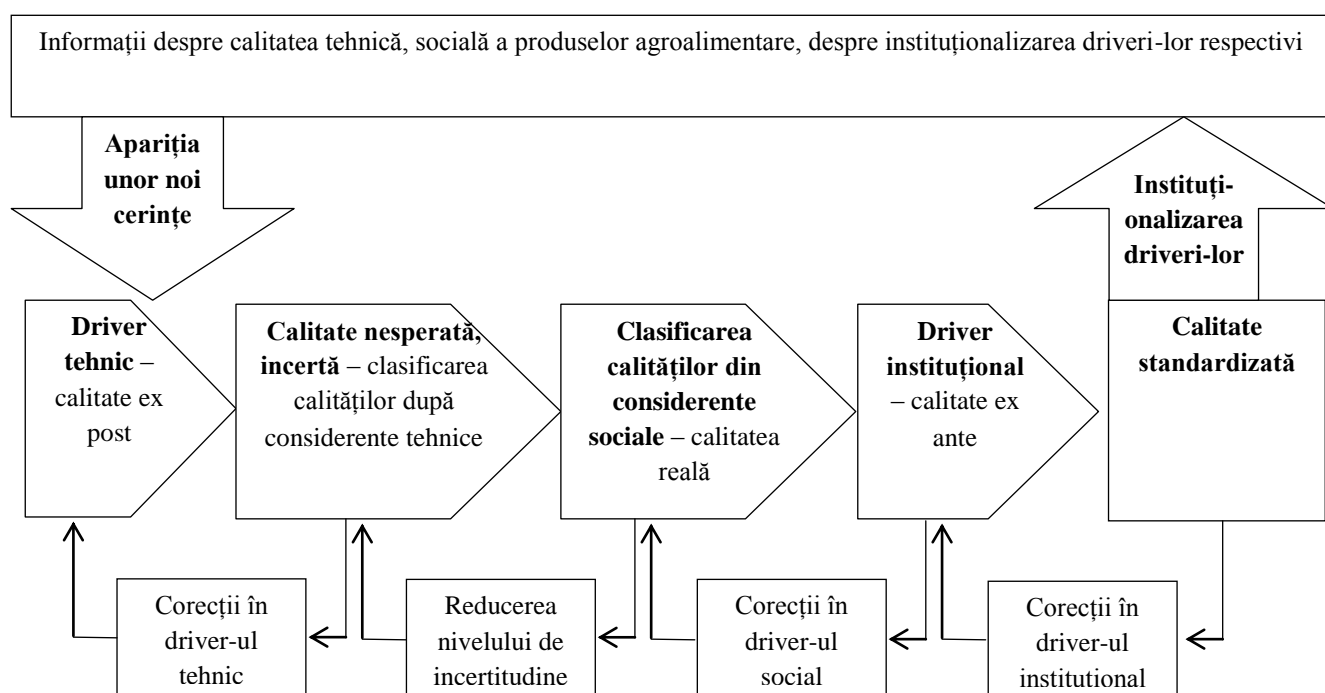 Informații despre calitatea tehnică, socială a produselor agroalimentare, despre instituționalizarea driveri-lor respectivi
Apariția
unor noi
cerințe
Instituți-
onalizarea
driveri-lor
Driver
tehnic –
calitate ex
post
Calitate nesperată,
incertă – clasificarea
calităților după
considerente tehnice
Clasificarea
calităților din
considerente
sociale – calitatea
reală
Driver
instituțional
– calitate ex
ante
Calitate
standardizată
Corecții în
driver-ul
tehnic
Reducerea
nivelului de
incertitudine
Corecții în
driver-ul
social
Corecții în
driver-ul
institutional